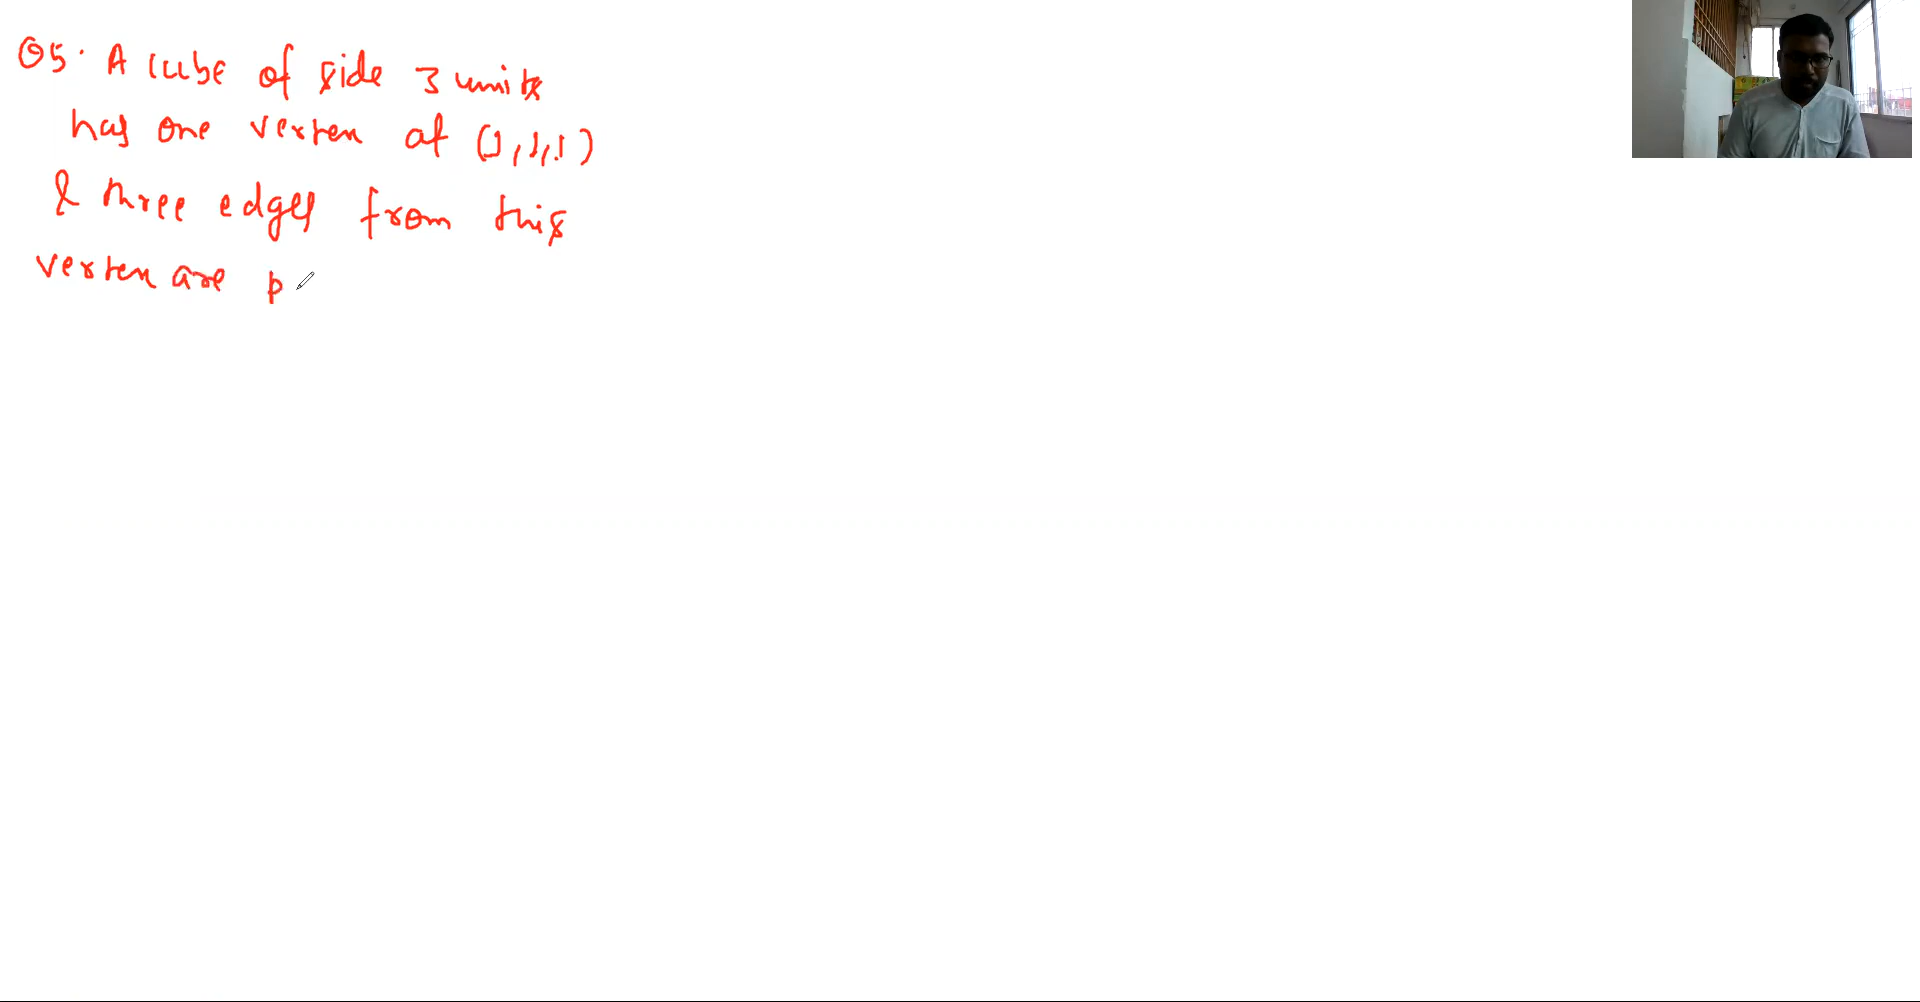 Q5. A cube of side 3 units
has one vertex at (1,1,1)
& three edges from this
vertex are p